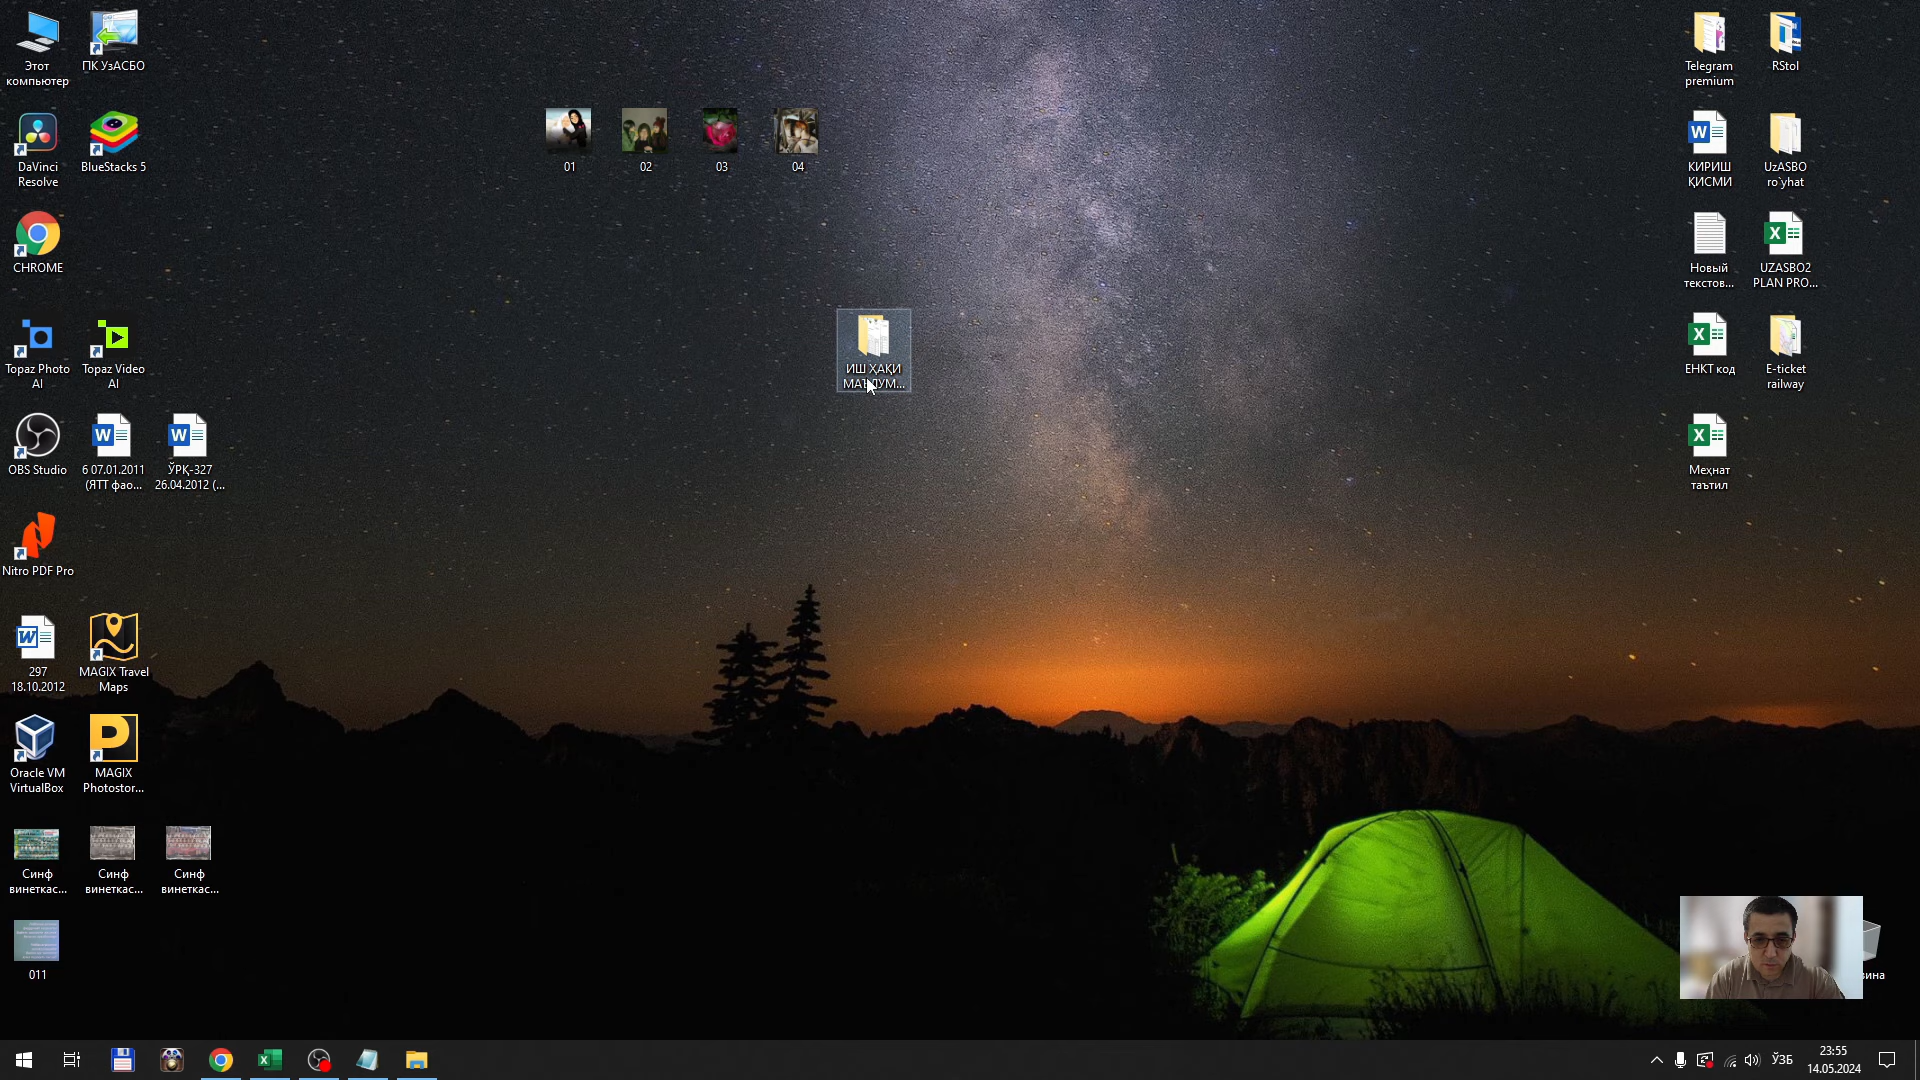 Этот
компьютер
ПК УзАСБО
DaVinci
Resolve
BlueStacks 5
CHROME
Topaz Photo
AI
Topaz Video
AI
OBS Studio
6 07.01.2011
(ЯТТ фао...
ЎРҚ-327
26.04.2012 (...
Nitro PDF Pro
297
18.10.2012
MAGIX Travel
Maps
Oracle VM
VirtualBox
MAGIX
Photostor...
Синф
винеткас...
Синф
винеткас...
Синф
винеткас...
011
01
02
03
04
ИШ ҲАҚИ
МАЪЛУМ...
Telegram
premium
RStol
КИРИШ
ҚИСМИ
UzASBO
ro`yhat
Новый
текстов...
UZASBO2
PLAN PRO...
ЕНКТ код
E-ticket
railway
Меҳнат
таътил
ЎЗБ
23:55
14.05.2024